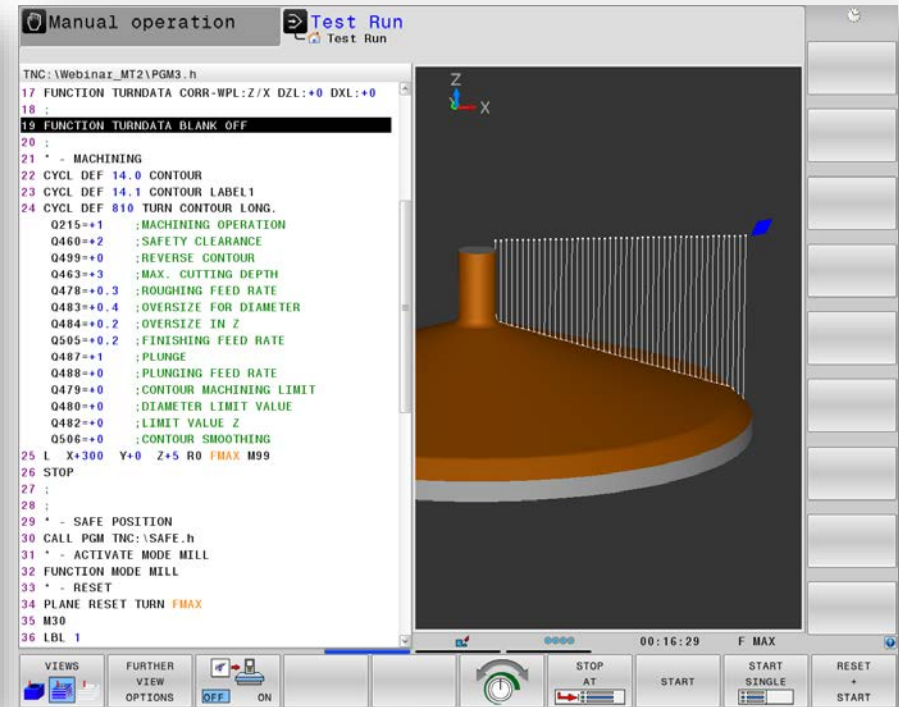 Manual operation
Test Run
Test Run
TNC:\Webinar_MT2\PGM3.h
17 FUNCTION TURNDATA CORR-WPL:Z/X DZL:+0 DXL:+0
18 ;
19 FUNCTION TURNDATA BLANK OFF
20 ;
21 * - MACHINING
22 CYCL DEF 14.0 CONTOUR
23 CYCL DEF 14.1 CONTOUR LABEL1
24 CYCL DEF 810 TURN CONTOUR LONG.
Q215=+1 ;MACHINING OPERATION
Q460=+2 ;SAFETY CLEARANCE
Q499=+0 ;REVERSE CONTOUR
Q463=+3 ;MAX. CUTTING DEPTH
Q478=+0.3 ;ROUGHING FEED RATE
Q483=+0.4 ;OVERSIZE FOR DIAMETER
Q484=+0.2 ;OVERSIZE IN Z
Q505=+0.2 ;FINISHING FEED RATE
Q487=+1 ;PLUNGE
Q488=+0 ;PLUNGING FEED RATE
Q479=+0 ;CONTOUR MACHINING LIMIT
Q480=+0 ;DIAMETER LIMIT VALUE
Q482=+0 ;LIMIT VALUE Z
Q506=+0 ;CONTOUR SMOOTHING
25 L X+300 Y+0 Z+5 R0 FMAX M99
26 STOP
27 ;
28 ;
29 * - SAFE POSITION
30 CALL PGM TNC:\SAFE.h
31 * - ACTIVATE MODE MILL
32 FUNCTION MODE MILL
33 * - RESET
34 PLANE RESET TURN FMAX
35 M30
36 LBL 1
Z
Y
X
00:16:29 F MAX
VIEWS
FURTHER
VIEW
OPTIONS
OFF ON
STOP
AT
START
START
SINGLE
RESET
+
START